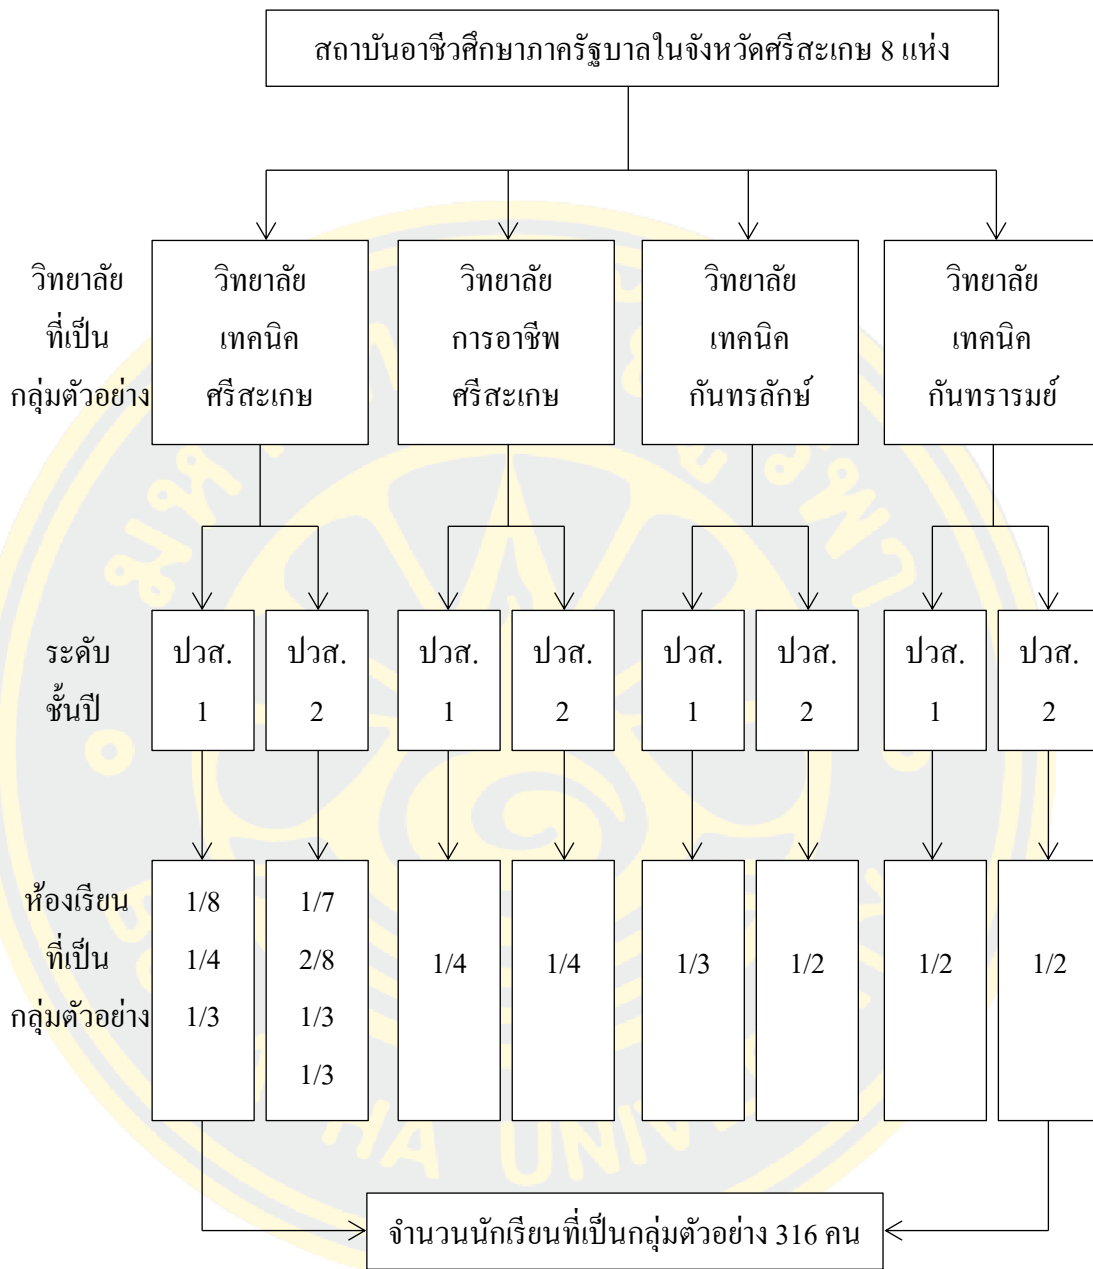 สถาบันอาชีวศึกษาภาครัฐบาลในจังหวัดศรีสะเกษ 8 แห่ง
วิทยาลัย
ที่เป็น
กลุ่มตัวอย่าง
วิทยาลัย
เทคนิค
ศรีสะเกษ
วิทยาลัย
การอาชีพ
ศรีสะเกษ
วิทยาลัย
เทคนิค
กันทรลักษ์
วิทยาลัย
เทคนิค
กันทรารมย์
ระดับ
ชั้นปี
ปวส.
1
ปวส.
2
ปวส.
1
ปวส.
2
ปวส.
1
ปวส.
2
ปวส.
1
ปวส.
2
ห้องเรียน
ที่เป็น
กลุ่มตัวอย่าง
1/8
1/4
1/3
1/7
2/8
1/3
1/3
1/4
1/4
1/3
1/2
1/2
1/2
จำนวนนักเรียนที่เป็นกลุ่มตัวอย่าง 316 คน